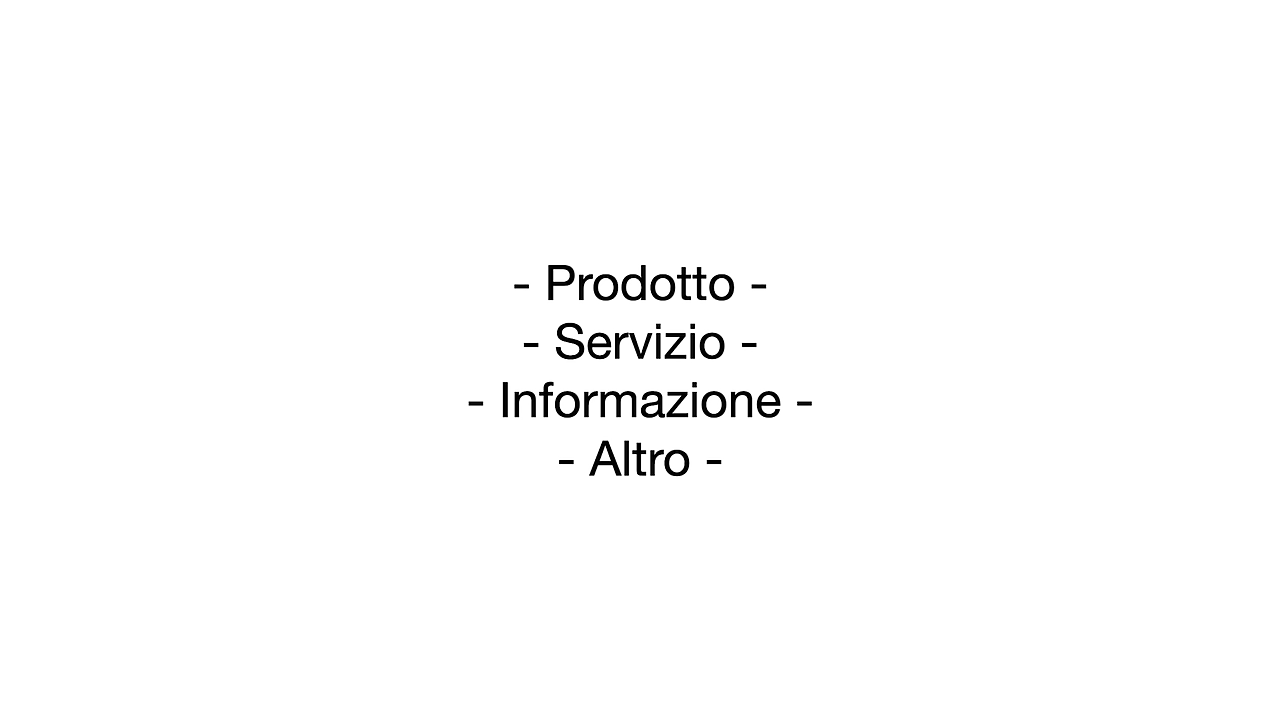 - Prodotto -
- Servizio -
- Informazione -
- Altro -